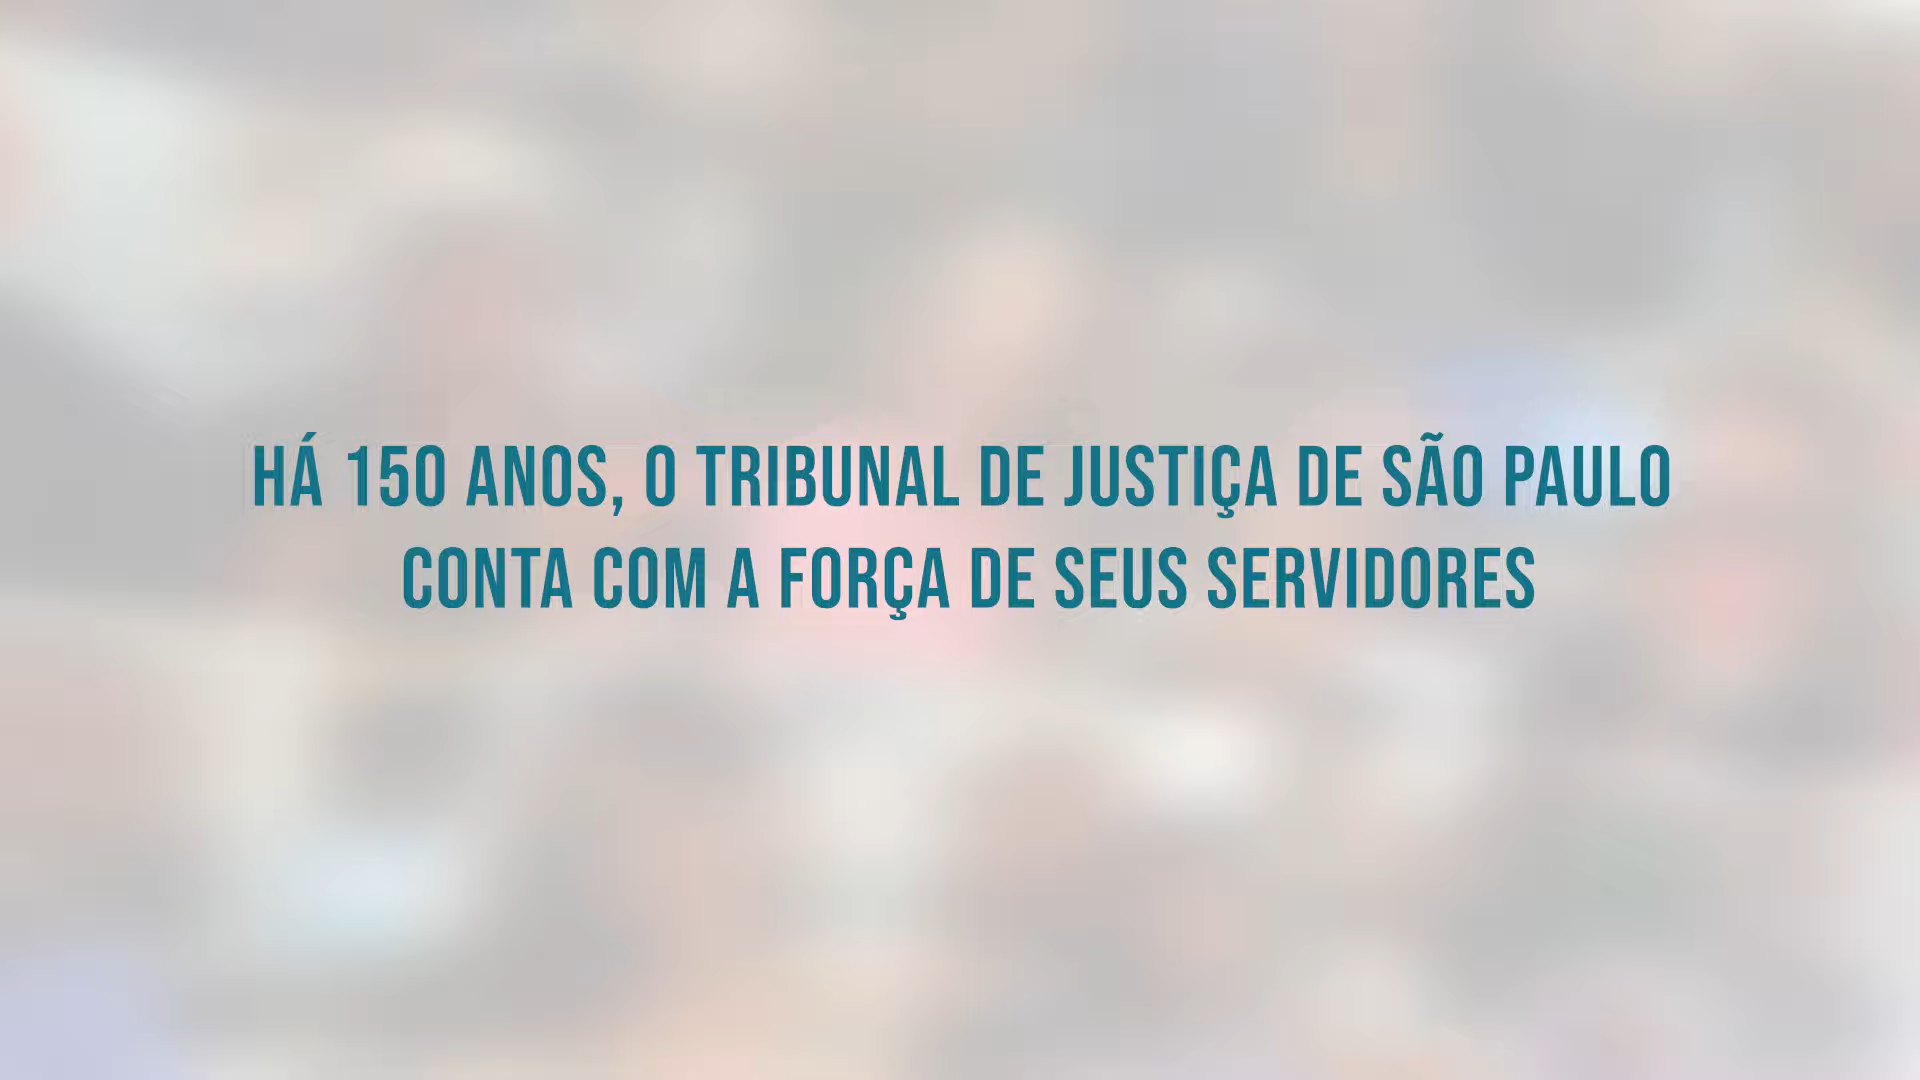 HÁ 150 ANOS, O TRIBUNAL DE JUSTIÇA DE SÃO PAULO
CONTA COM A FORÇA DE SEUS SERVIDORES